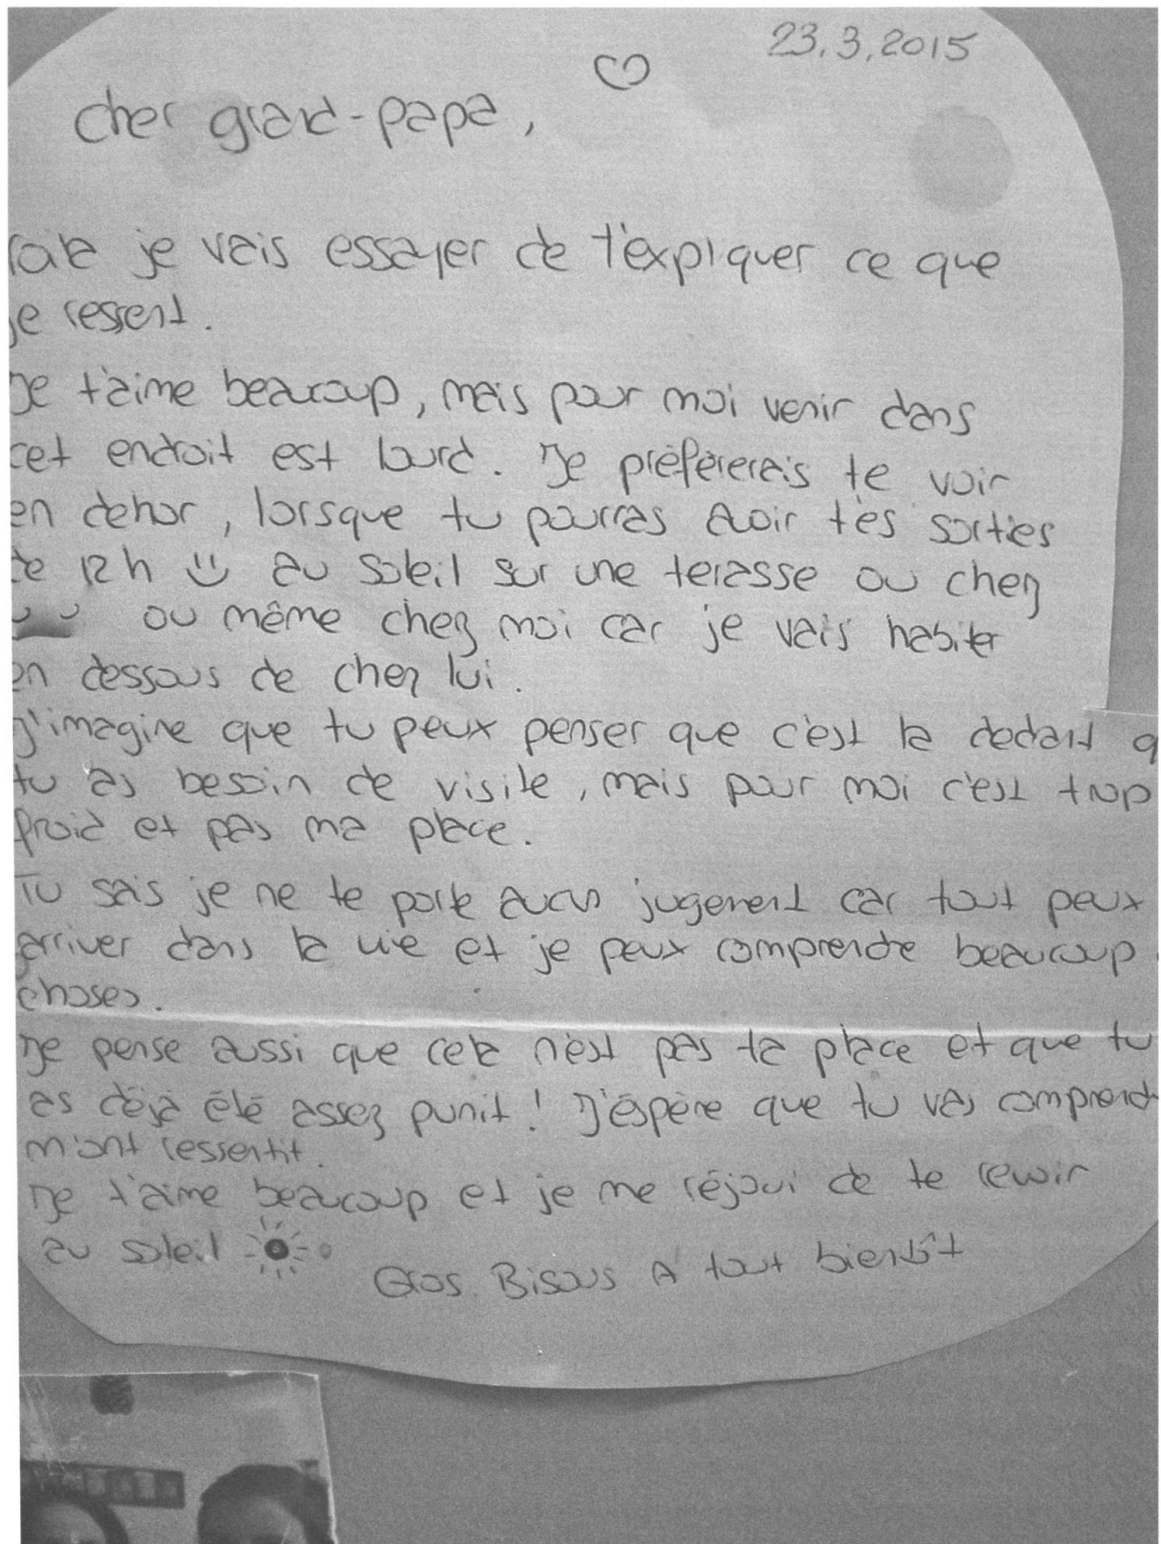 23.3.2015
Cher grand-papa,
voila je vais essayer de t'expliquer ce que
je ressent.
Je t'aime beaucoup, mais pour moi venir dans
cet endroit est lourd. Je préfèrerais te voir
en dehor, lorsque tu pourras avoir tes sorties
de 12h au soleil sur une terasse ou chez
ou même chez moi car je vais habiter
en dessous de chez lui.
J'imagine que tu peux penser que c'est la dedant q
tu as besoin de visite, mais pour moi c'est trop
froid et pas ma place.
Tu sais je ne te porte aucun jugement car tout peux
arriver dans la vie et je peux comprendre beaucoup
choses.
Je pense aussi que cela n'est pas ta place et que tu
as déjà été assez punit! J'éspère que tu vas comprend
mont ressentit.
Je t'aime beaucoup et je me réjoui de te revoir
au soleil
Gros Bisous A tout bientôt